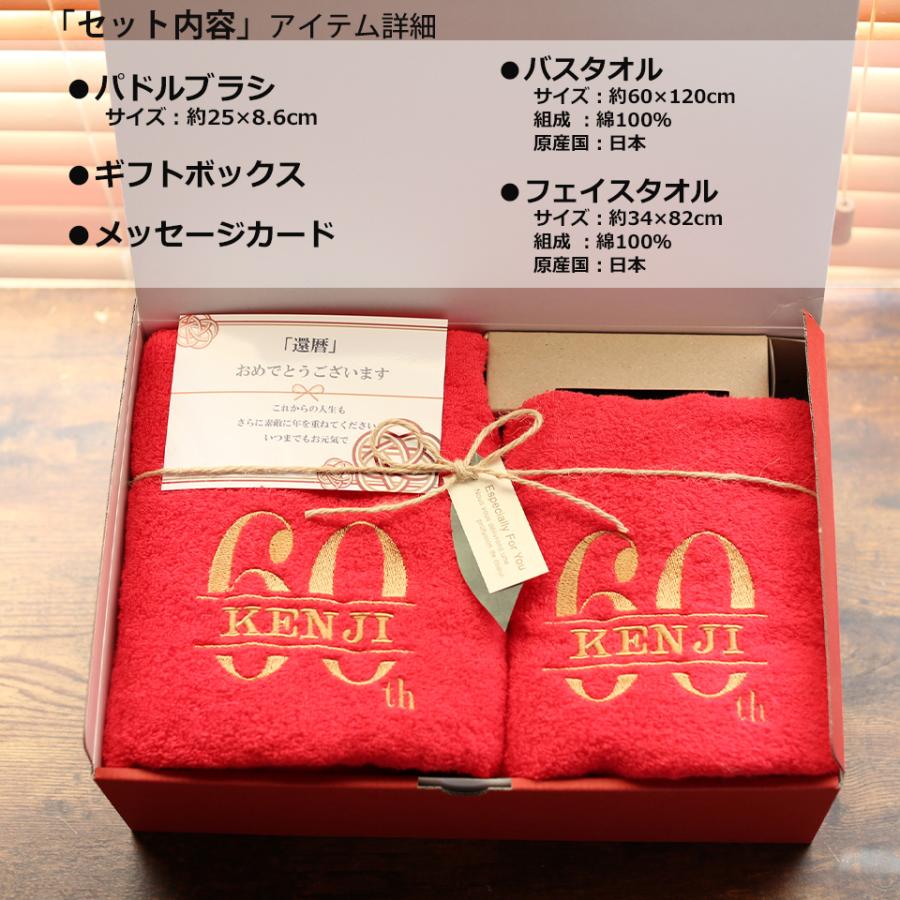 「セット内容」アイテム詳細
●パドルブラシ
サイズ：約25×8.6cm
●ギフトボックス
●メッセージカード
●バスタオル
サイズ：約60×120cm
組成 ：綿100%
原産国：日本
●フェイスタオル
サイズ：約34×82cm
組成 ：綿100%
原産国：日本
「還暦」
おめでとうございます
これからの人生も
さらに素敵に年を重ねてください
いつまでもお元気で
Especially For You
Nous vous délivrons une
60
KENJI
th
60
KENJI
th